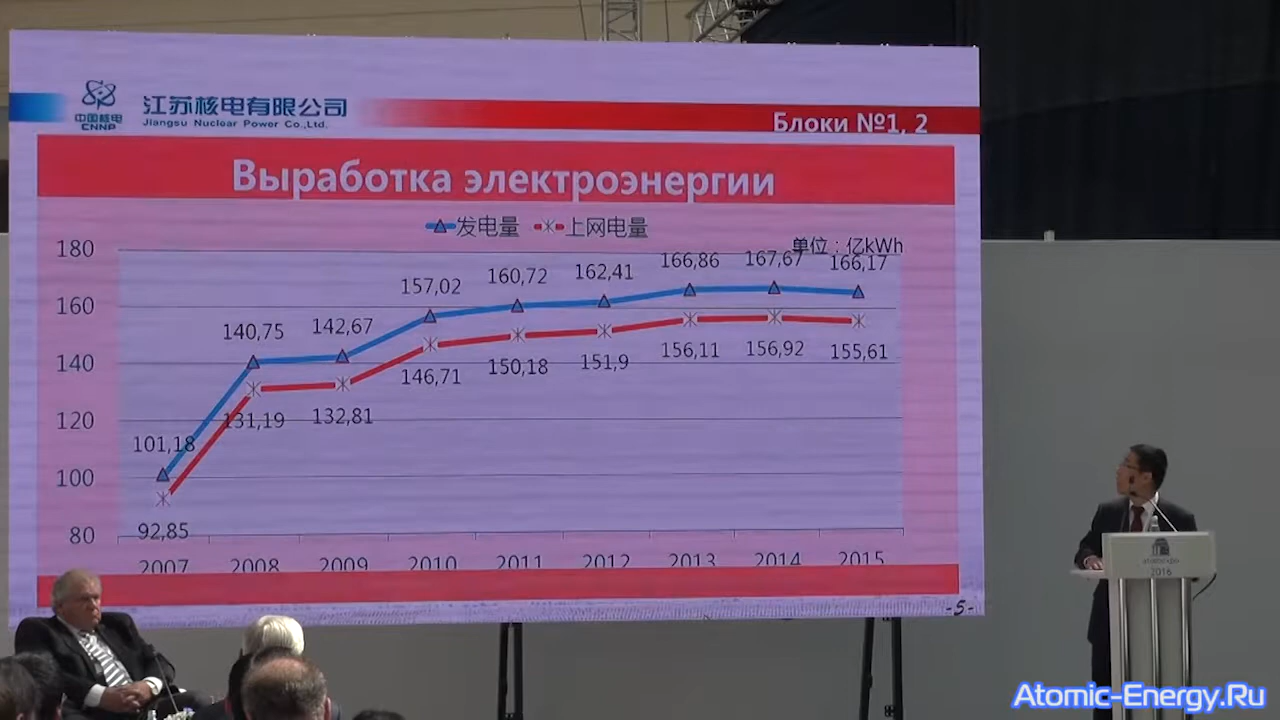 江苏核电有限公司
中国核电
CNNP
Jiangsu Nuclear Power Co.,Ltd.
Блоки №1, 2
Выработка электроэнергии
发电量 上网电量
单位：亿kWh
180
160
140
120
100
80
101,18
140,75
142,67
157,02
160,72
162,41
166,86
167,67
166,17
92,85
131,19
132,81
146,71
150,18
151,9
156,11
156,92
155,61
2007 2008 2009 2010 2011 2012 2013 2014 2015
-5-
2016
Atomic-Energy.Ru